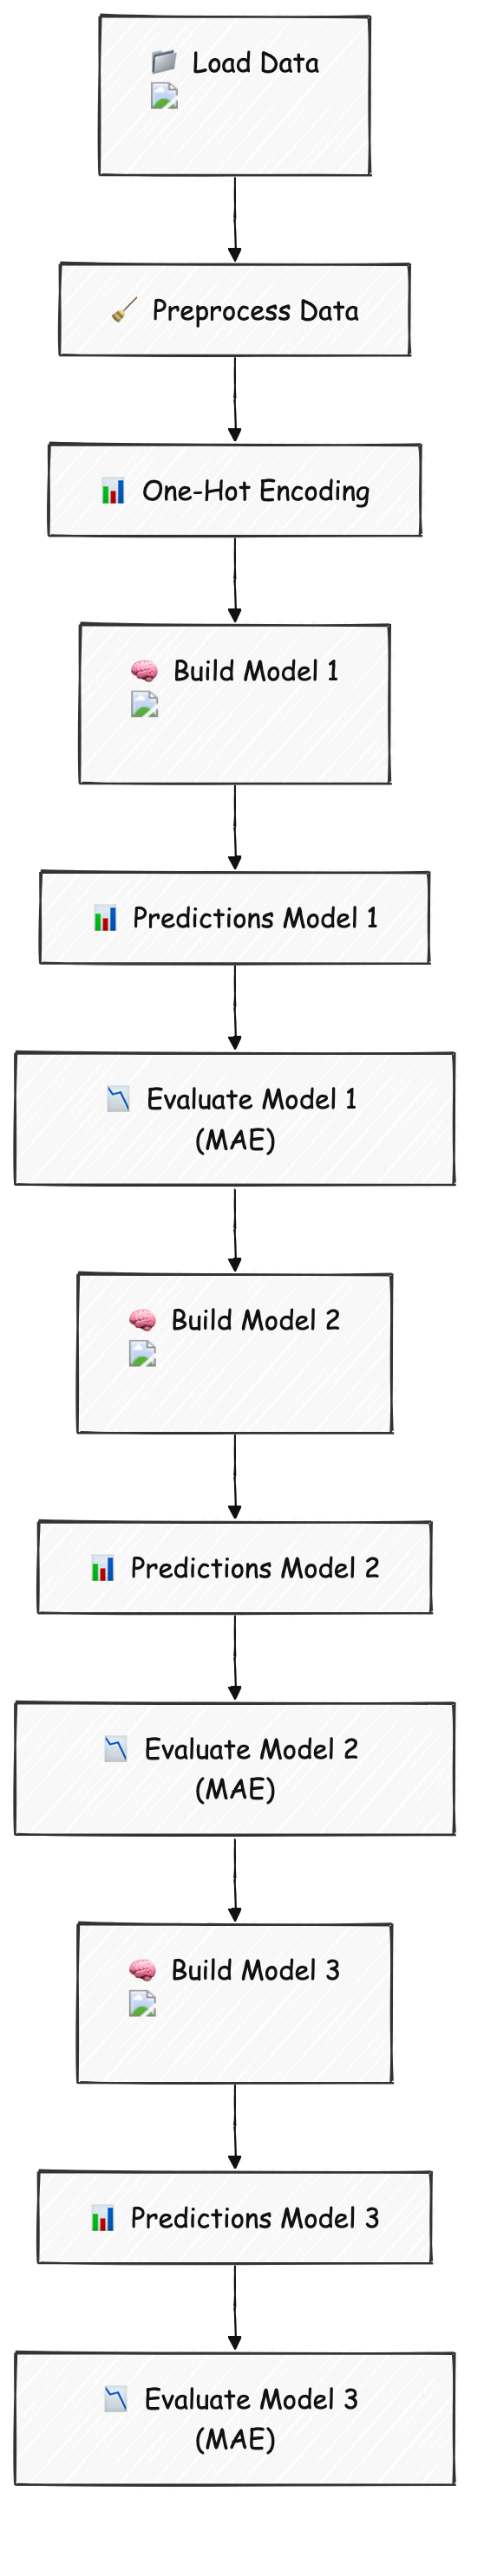 Load Data
Preprocess Data
One-Hot Encoding
Build Model 1
Predictions Model 1
Evaluate Model 1
(MAE)
Build Model 2
Predictions Model 2
Evaluate Model 2
(MAE)
Build Model 3
Predictions Model 3
Evaluate Model 3
(MAE)